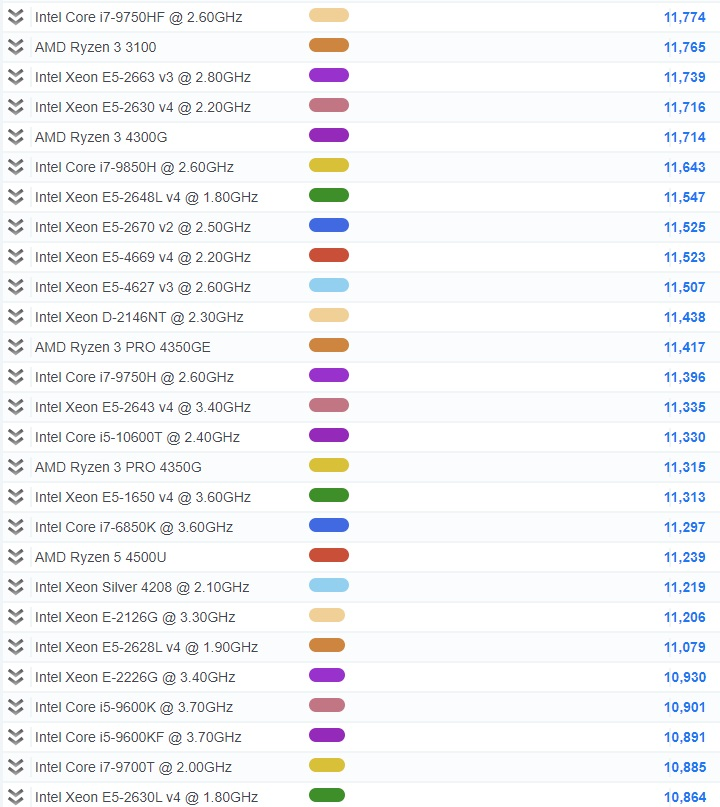 Intel Core i7-9750HF @ 2.60GHz 11,774
AMD Ryzen 3 3100 11,765
Intel Xeon E5-2663 v3 @ 2.80GHz 11,739
Intel Xeon E5-2630 v4 @ 2.20GHz 11,716
AMD Ryzen 3 4300G 11,714
Intel Core i7-9850H @ 2.60GHz 11,643
Intel Xeon E5-2648L v4 @ 1.80GHz 11,547
Intel Xeon E5-2670 v2 @ 2.50GHz 11,525
Intel Xeon E5-4669 v4 @ 2.20GHz 11,523
Intel Xeon E5-4627 v3 @ 2.60GHz 11,507
Intel Xeon D-2146NT @ 2.30GHz 11,438
AMD Ryzen 3 PRO 4350GE 11,417
Intel Core i7-9750H @ 2.60GHz 11,396
Intel Xeon E5-2643 v4 @ 3.40GHz 11,335
Intel Core i5-10600T @ 2.40GHz 11,330
AMD Ryzen 3 PRO 4350G 11,315
Intel Xeon E5-1650 v4 @ 3.60GHz 11,313
Intel Core i7-6850K @ 3.60GHz 11,297
AMD Ryzen 5 4500U 11,239
Intel Xeon Silver 4208 @ 2.10GHz 11,219
Intel Xeon E-2126G @ 3.30GHz 11,206
Intel Xeon E5-2628L v4 @ 1.90GHz 11,079
Intel Xeon E-2226G @ 3.40GHz 10,930
Intel Core i5-9600K @ 3.70GHz 10,901
Intel Core i5-9600KF @ 3.70GHz 10,891
Intel Core i7-9700T @ 2.00GHz 10,885
Intel Xeon E5-2630L v4 @ 1.80GHz 10,864